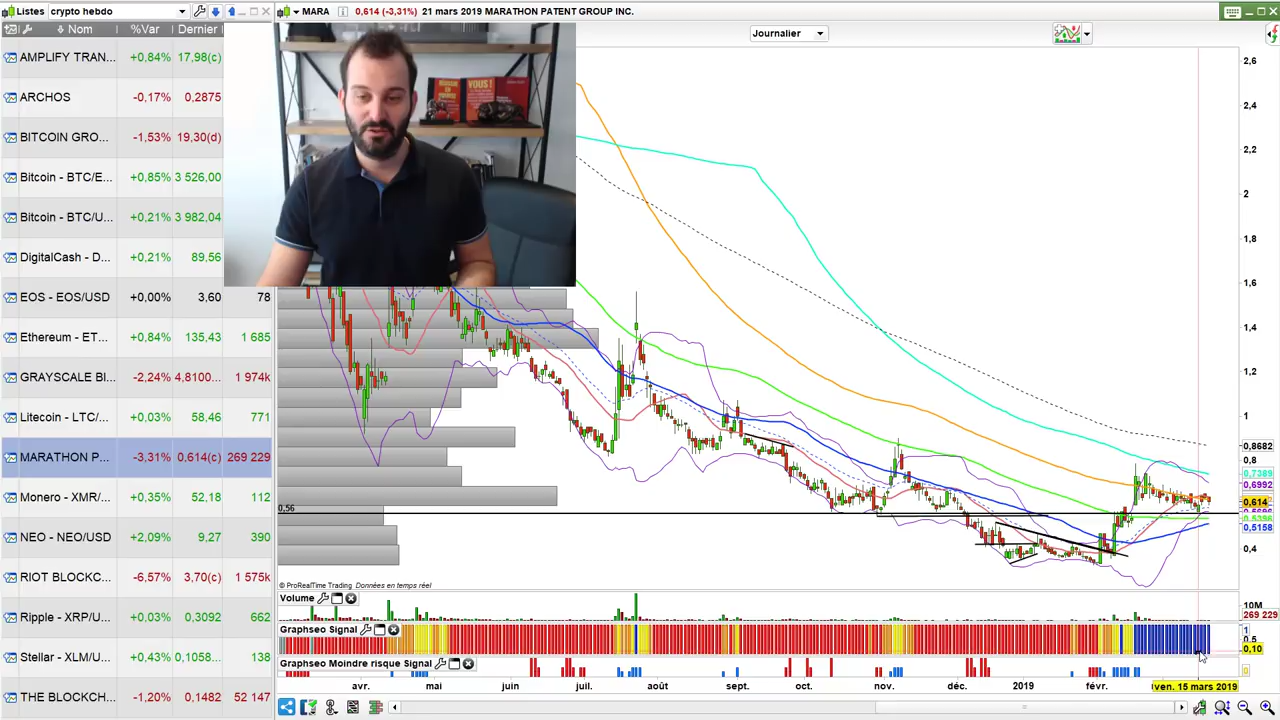 Listes crypto hebdo
Nom %Var Dernier
AMPLIFY TRAN... +0,84% 17.98(c)
ARCHOS -0,17% 0,2275
BITCOIN GRO... -1,53% 19.30(d)
Bitcoin - BTC/E... +0,85% 3 526,00
Bitcoin - BTC/U... +0,21% 3 982,04
DigitalCash - D... +0,21% 89,56
EOS - EOS/USD +0,00% 3,60 78
Ethereum - ET... +0,84% 135,43 1 685
GRAYSCALE BI... -2,24% 4,8100... 1 974k
Litecoin - LTC/... +0,03% 58,46 771
MARATHON P... -3,31% 0,614(c) 269 229
Monero - XMR/... +0,35% 52,18 112
NEO - NEO/USD +2,09% 9,27 390
RIOT BLOCKC... -6,57% 3,70(c) 1 575k
Ripple - XRP/U... +0,03% 0,3092 662
Stellar - XLM/U... +0,43% 0,1058... 138
THE BLOCKCH... -1,20% 0,1482 52 147
MARA 0,614 (-3,31%) 21 mars 2019 MARATHON PATENT GROUP INC.
Journalier
VOUS !
2,6
2,4
2,2
2
1,8
1,6
1,4
1,2
1
0,8682
0,8
0,7389
0,6992
0,614
0,5158
0,4
0,56
© ProRealTime Trading Données en temps réel
Volume
10M
269 229
Graphseo Signal
1
0,5
0,10
Graphseo Moindre risque Signal
0
avr. mai juin juil. août sept. oct. nov. déc. 2019 févr. ven. 15 mars 2019